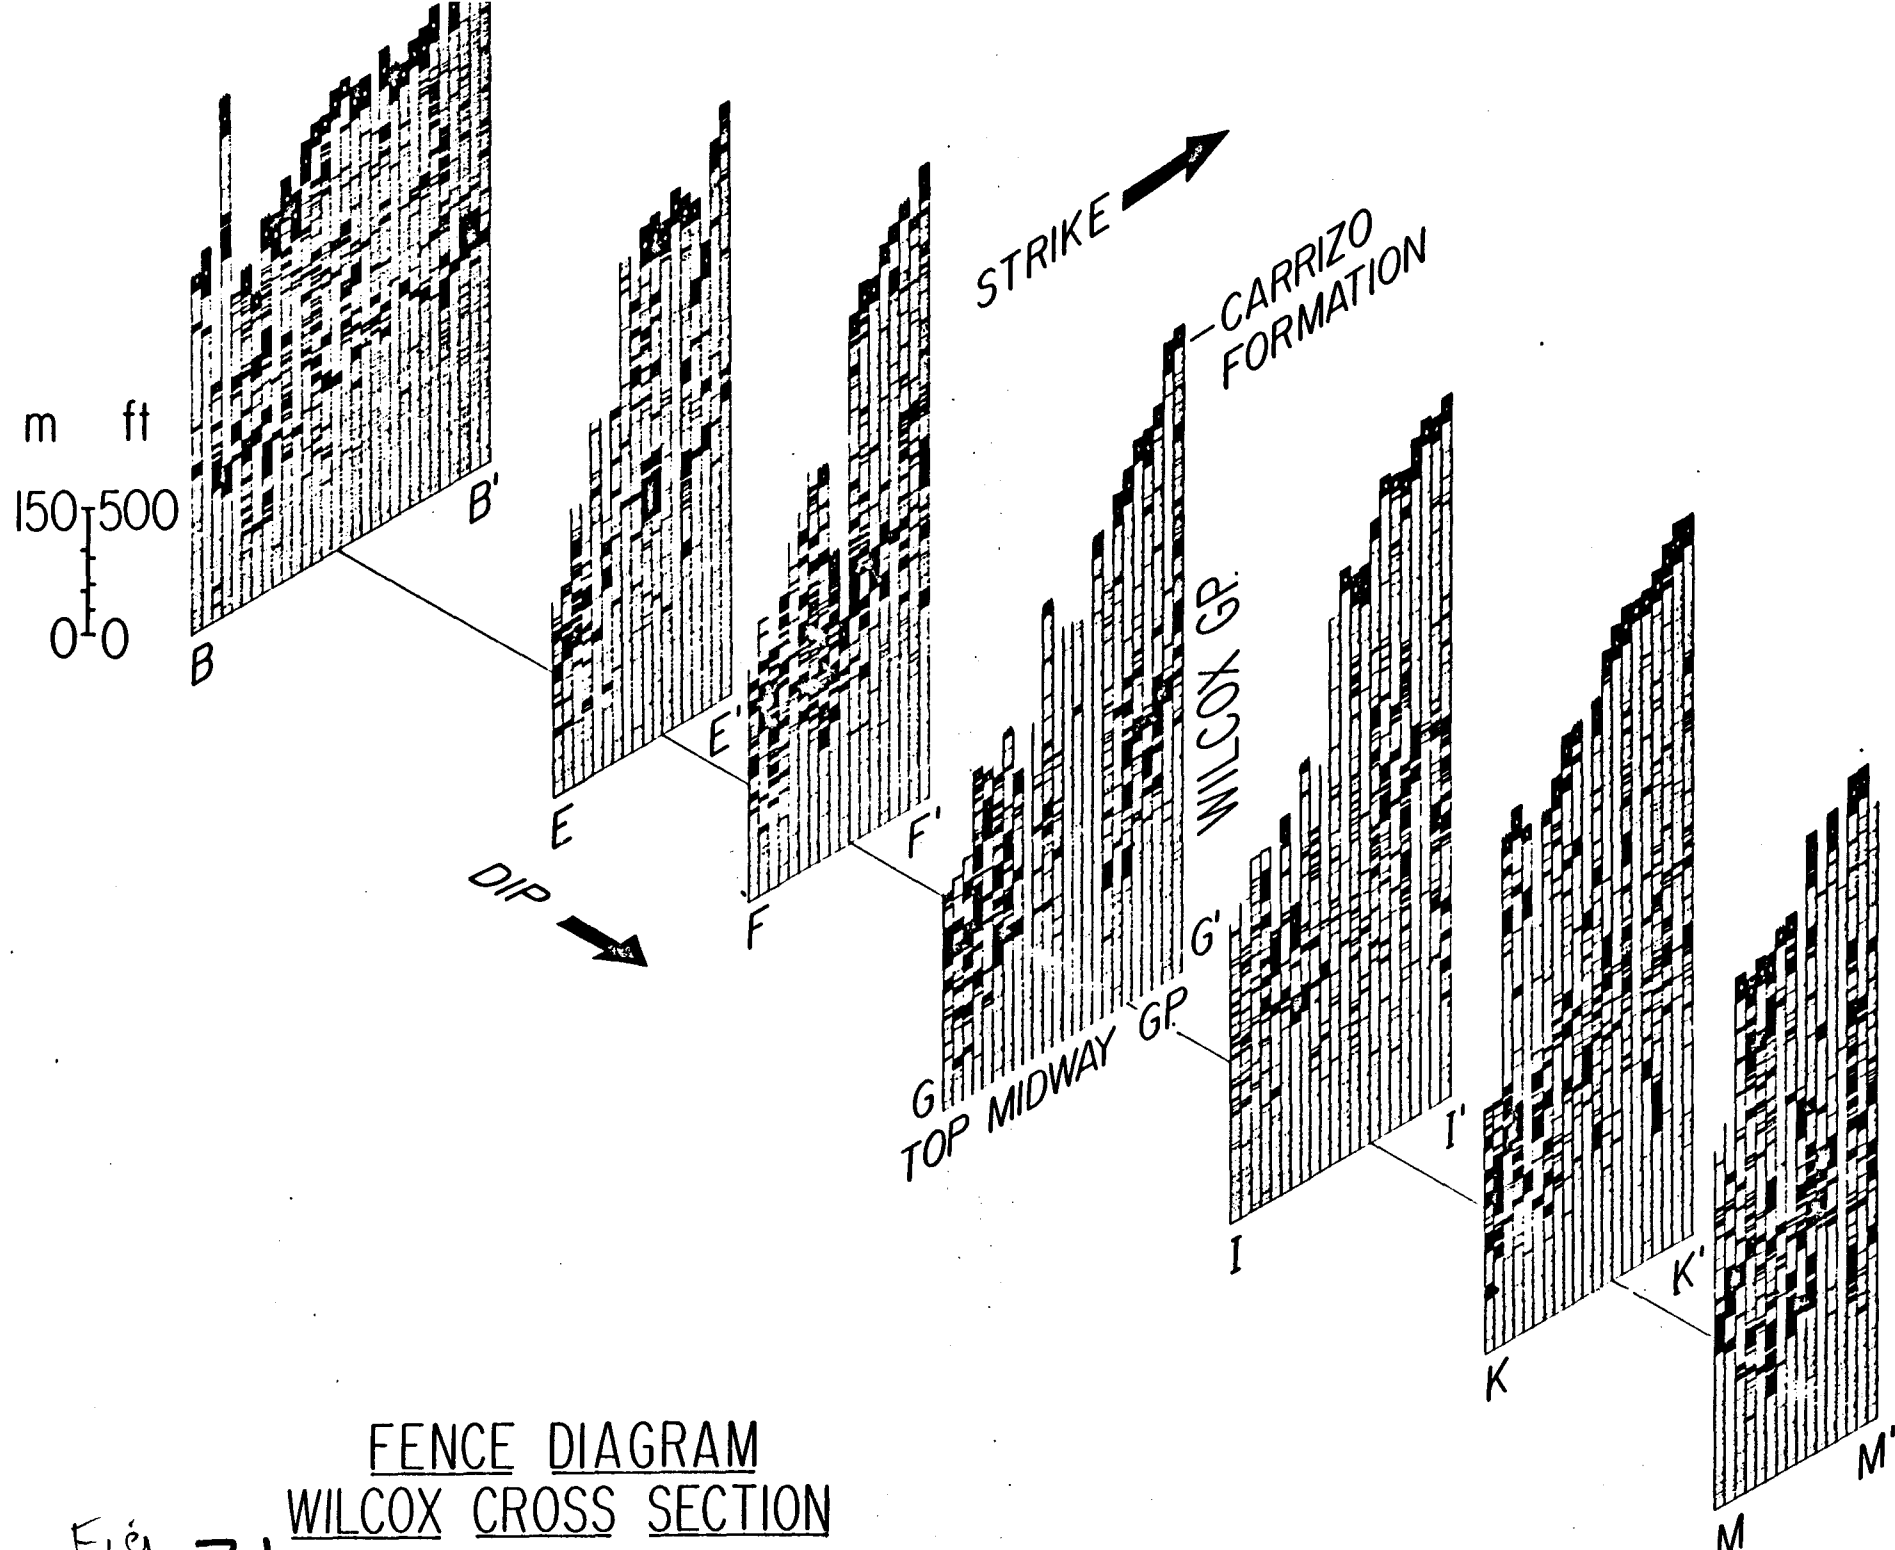 STRIKE
CARRIZO
FORMATION
m ft
150 500
0 0
B
B'
E
E'
F
F'
WILCOX GP.
G
G'
TOP MIDWAY GP.
DIP
I
I'
K
K'
M
M'
FENCE DIAGRAM
WILCOX CROSS SECTION